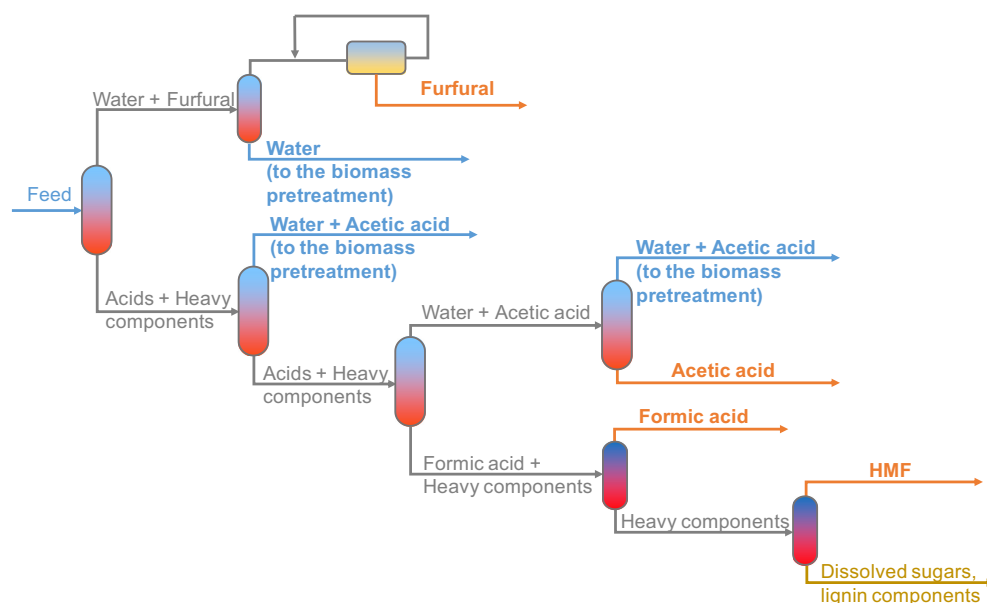 Water + Furfural
Furfural
Water
(to the biomass
pretreatment)
Feed
Water + Acetic acid
(to the biomass
pretreatment)
Acids + Heavy
components
Water + Acetic acid
Water + Acetic acid
(to the biomass
pretreatment)
Acids + Heavy
components
Acetic acid
Formic acid
Formic acid +
Heavy components
HMF
Heavy components
Dissolved sugars,
lignin components